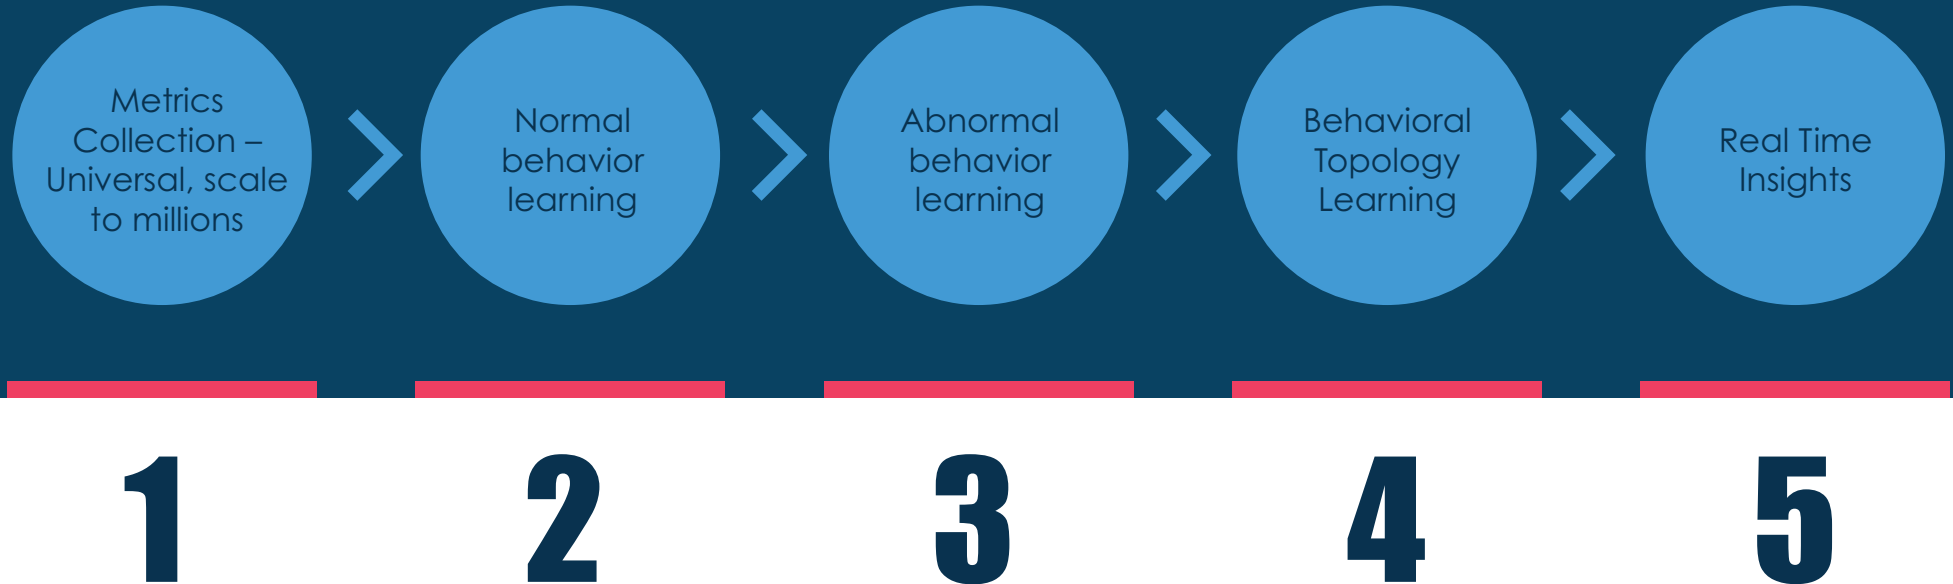 Metrics
Collection –
Universal, scale
to millions
Normal
behavior
learning
Abnormal
behavior
learning
Behavioral
Topology
Learning
Real Time
Insights
1
2
3
4
5